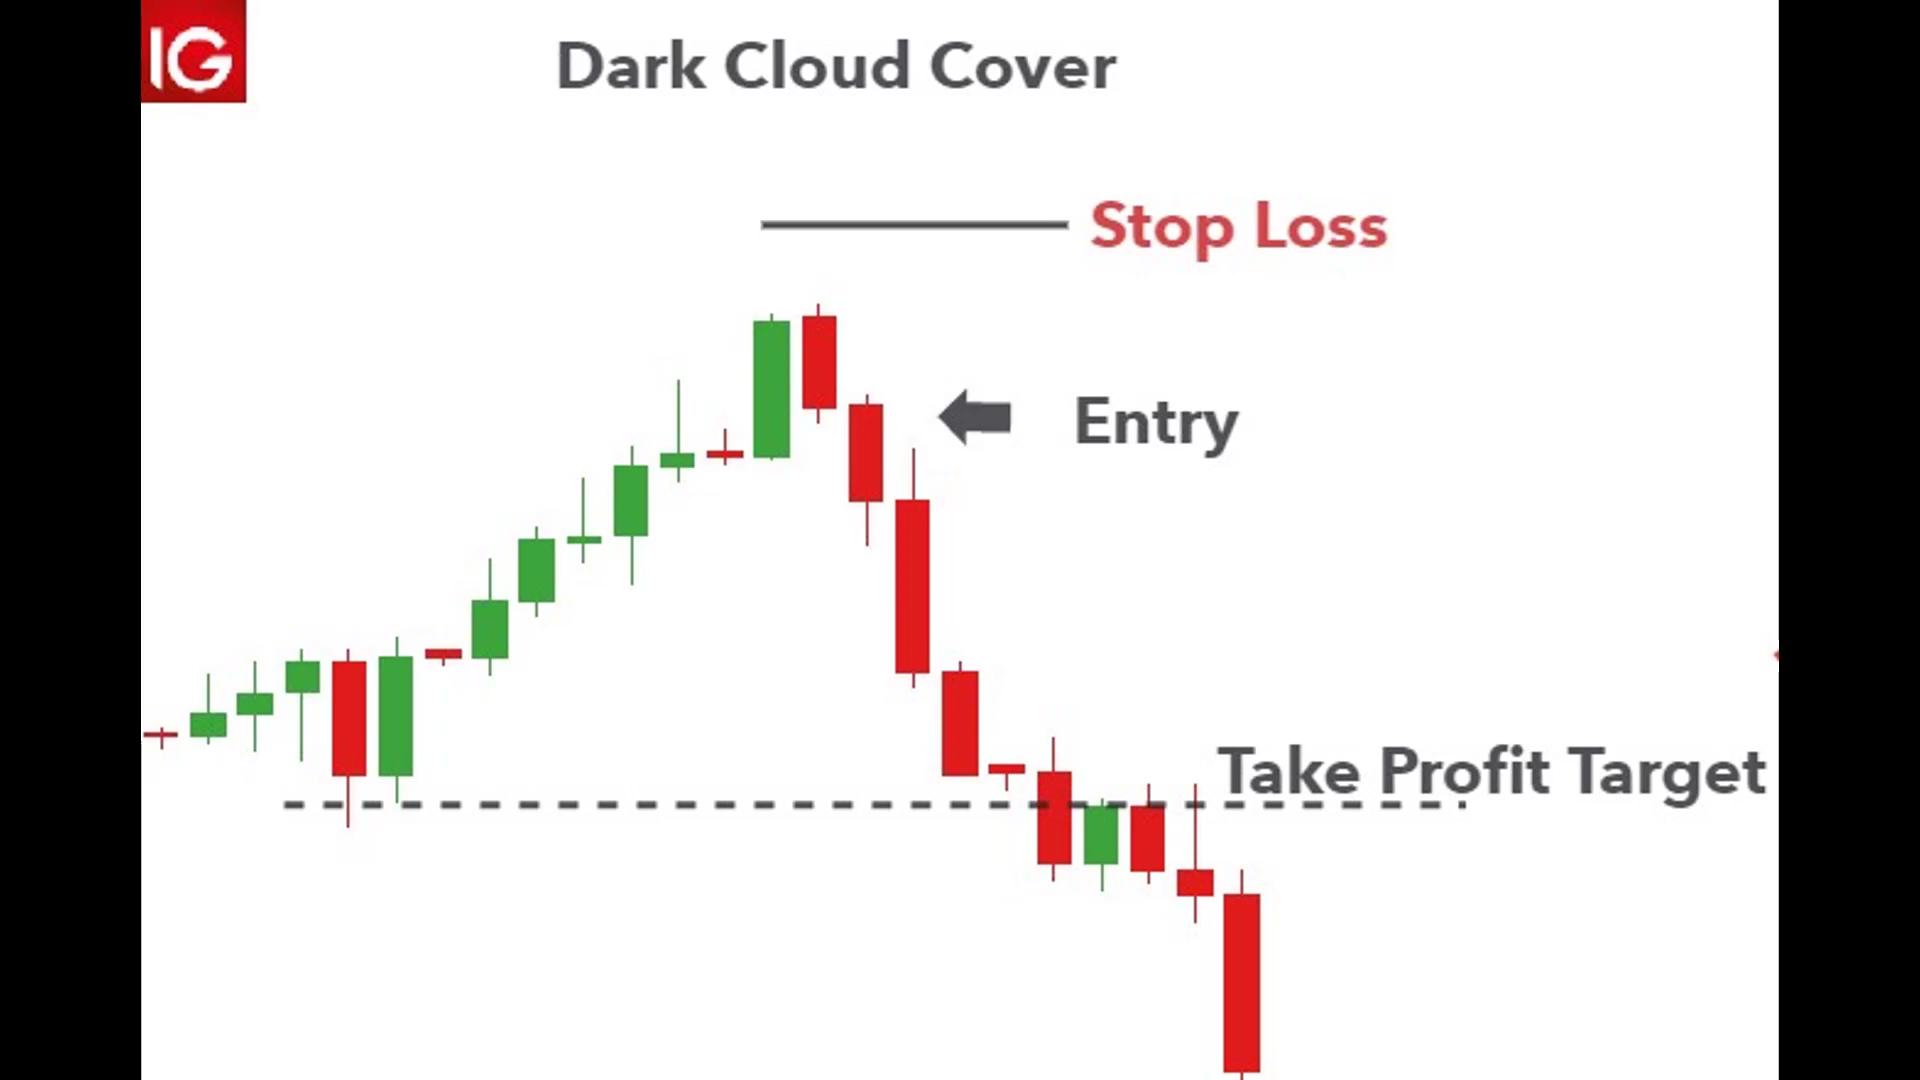 IG
Dark Cloud Cover
Stop Loss
Entry
Take Profit Target